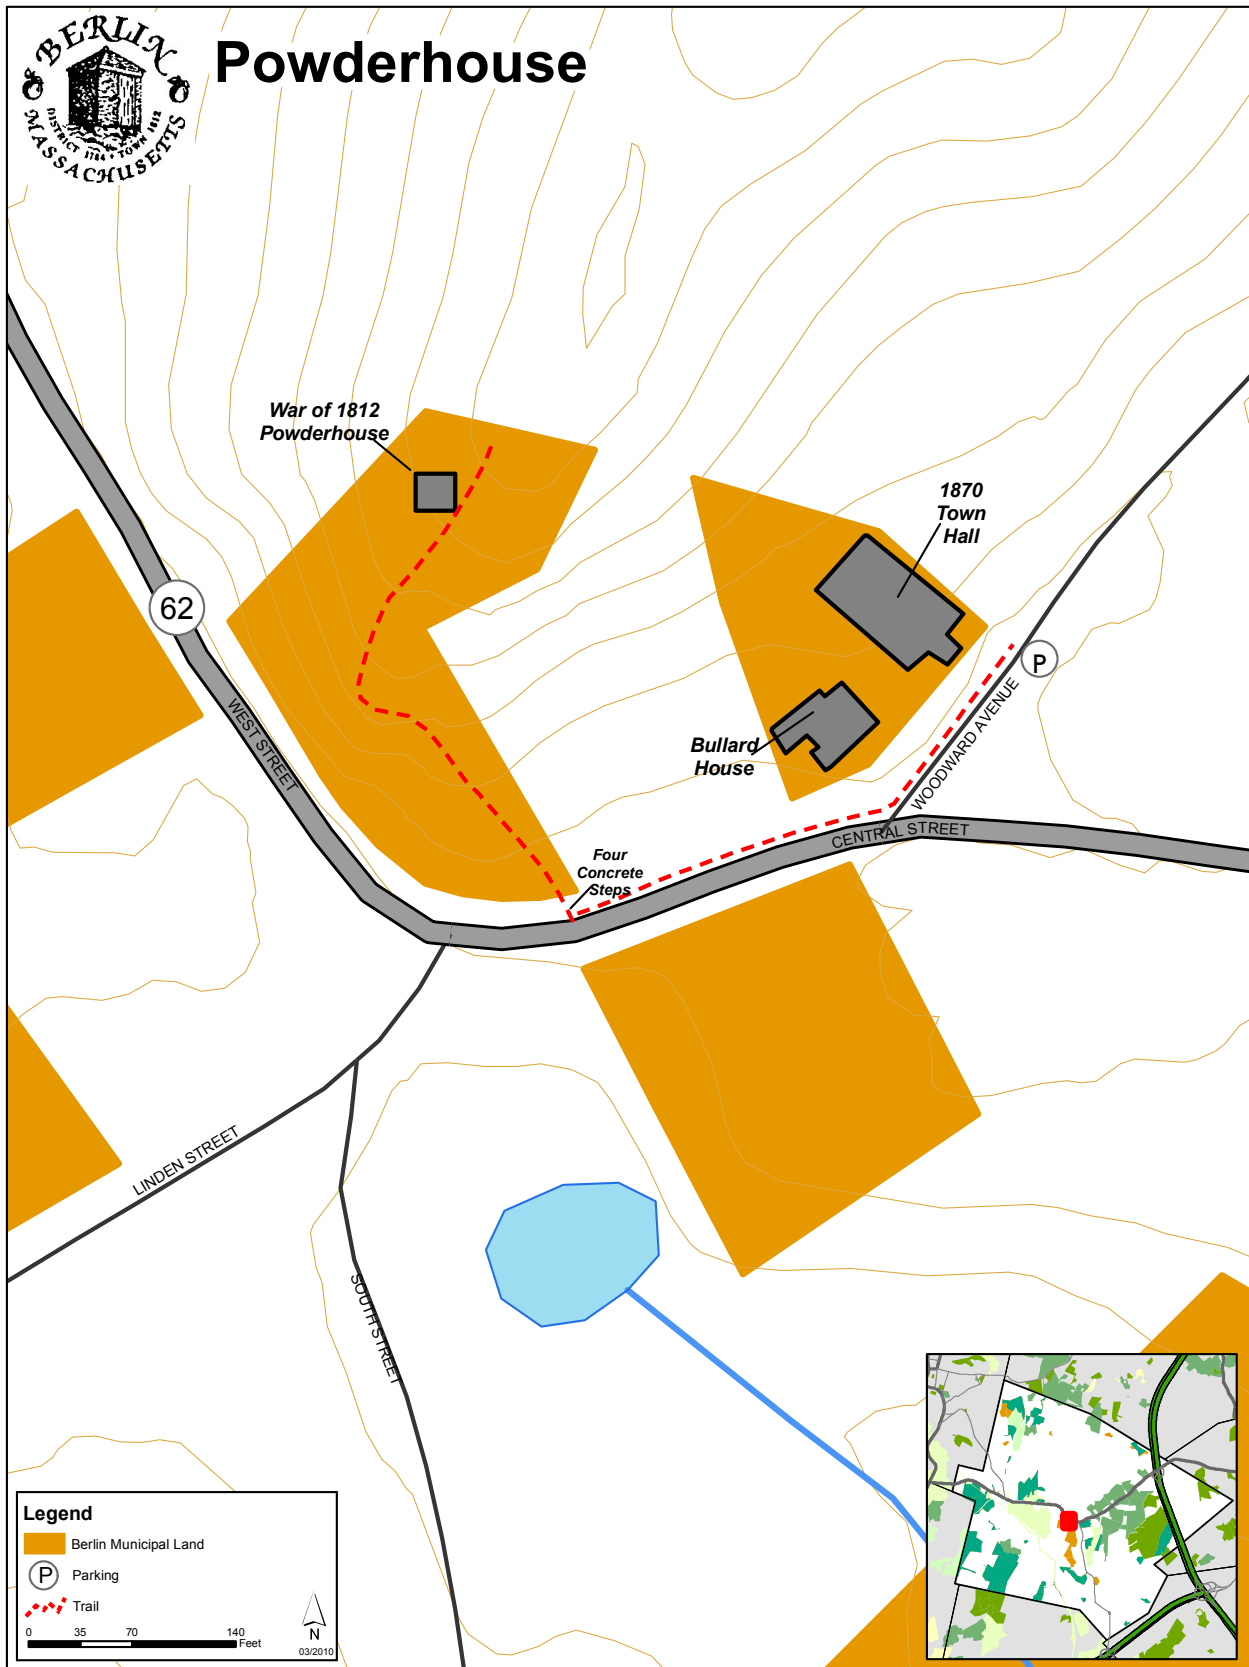 BERLIN
MASSACHUSETTS
DISTRICT 1784 • TOWN 1812
Powderhouse
War of 1812
Powderhouse
1870
Town
Hall
62
P
WEST STREET
Bullard
House
WOODWARD AVENUE
CENTRAL STREET
Four
Concrete
Steps
LINDEN STREET
SOUTH STREET
Legend
Berlin Municipal Land
P Parking
Trail
0 35 70 140
Feet
N
03/2010